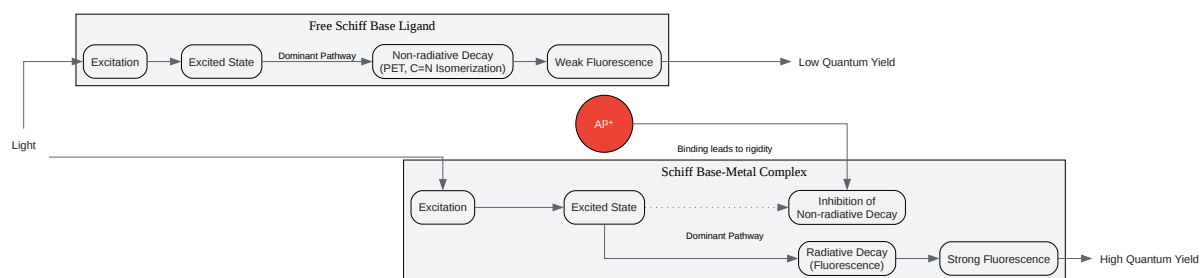 Free Schiff Base Ligand
Excitation
Excited State
Dominant Pathway
Non-radiative Decay
(PET, C=N Isomerization)
Weak Fluorescence
Low Quantum Yield
Light
Al³⁺
Binding leads to rigidity
Schiff Base-Metal Complex
Excitation
Excited State
Inhibition of
Non-radiative Decay
Dominant Pathway
Radiative Decay
(Fluorescence)
Strong Fluorescence
High Quantum Yield